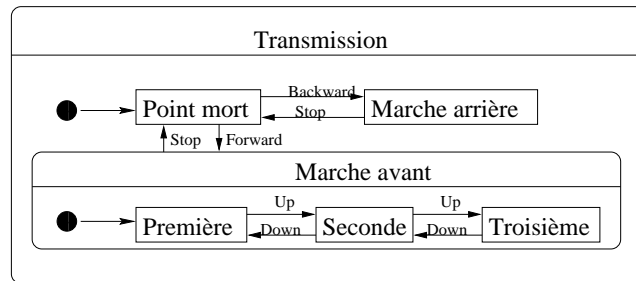 Transmission
Backward
Point mort
Marche arrière
Stop
Stop
Forward
Marche avant
Up
Up
Première
Seconde
Troisième
Down
Down